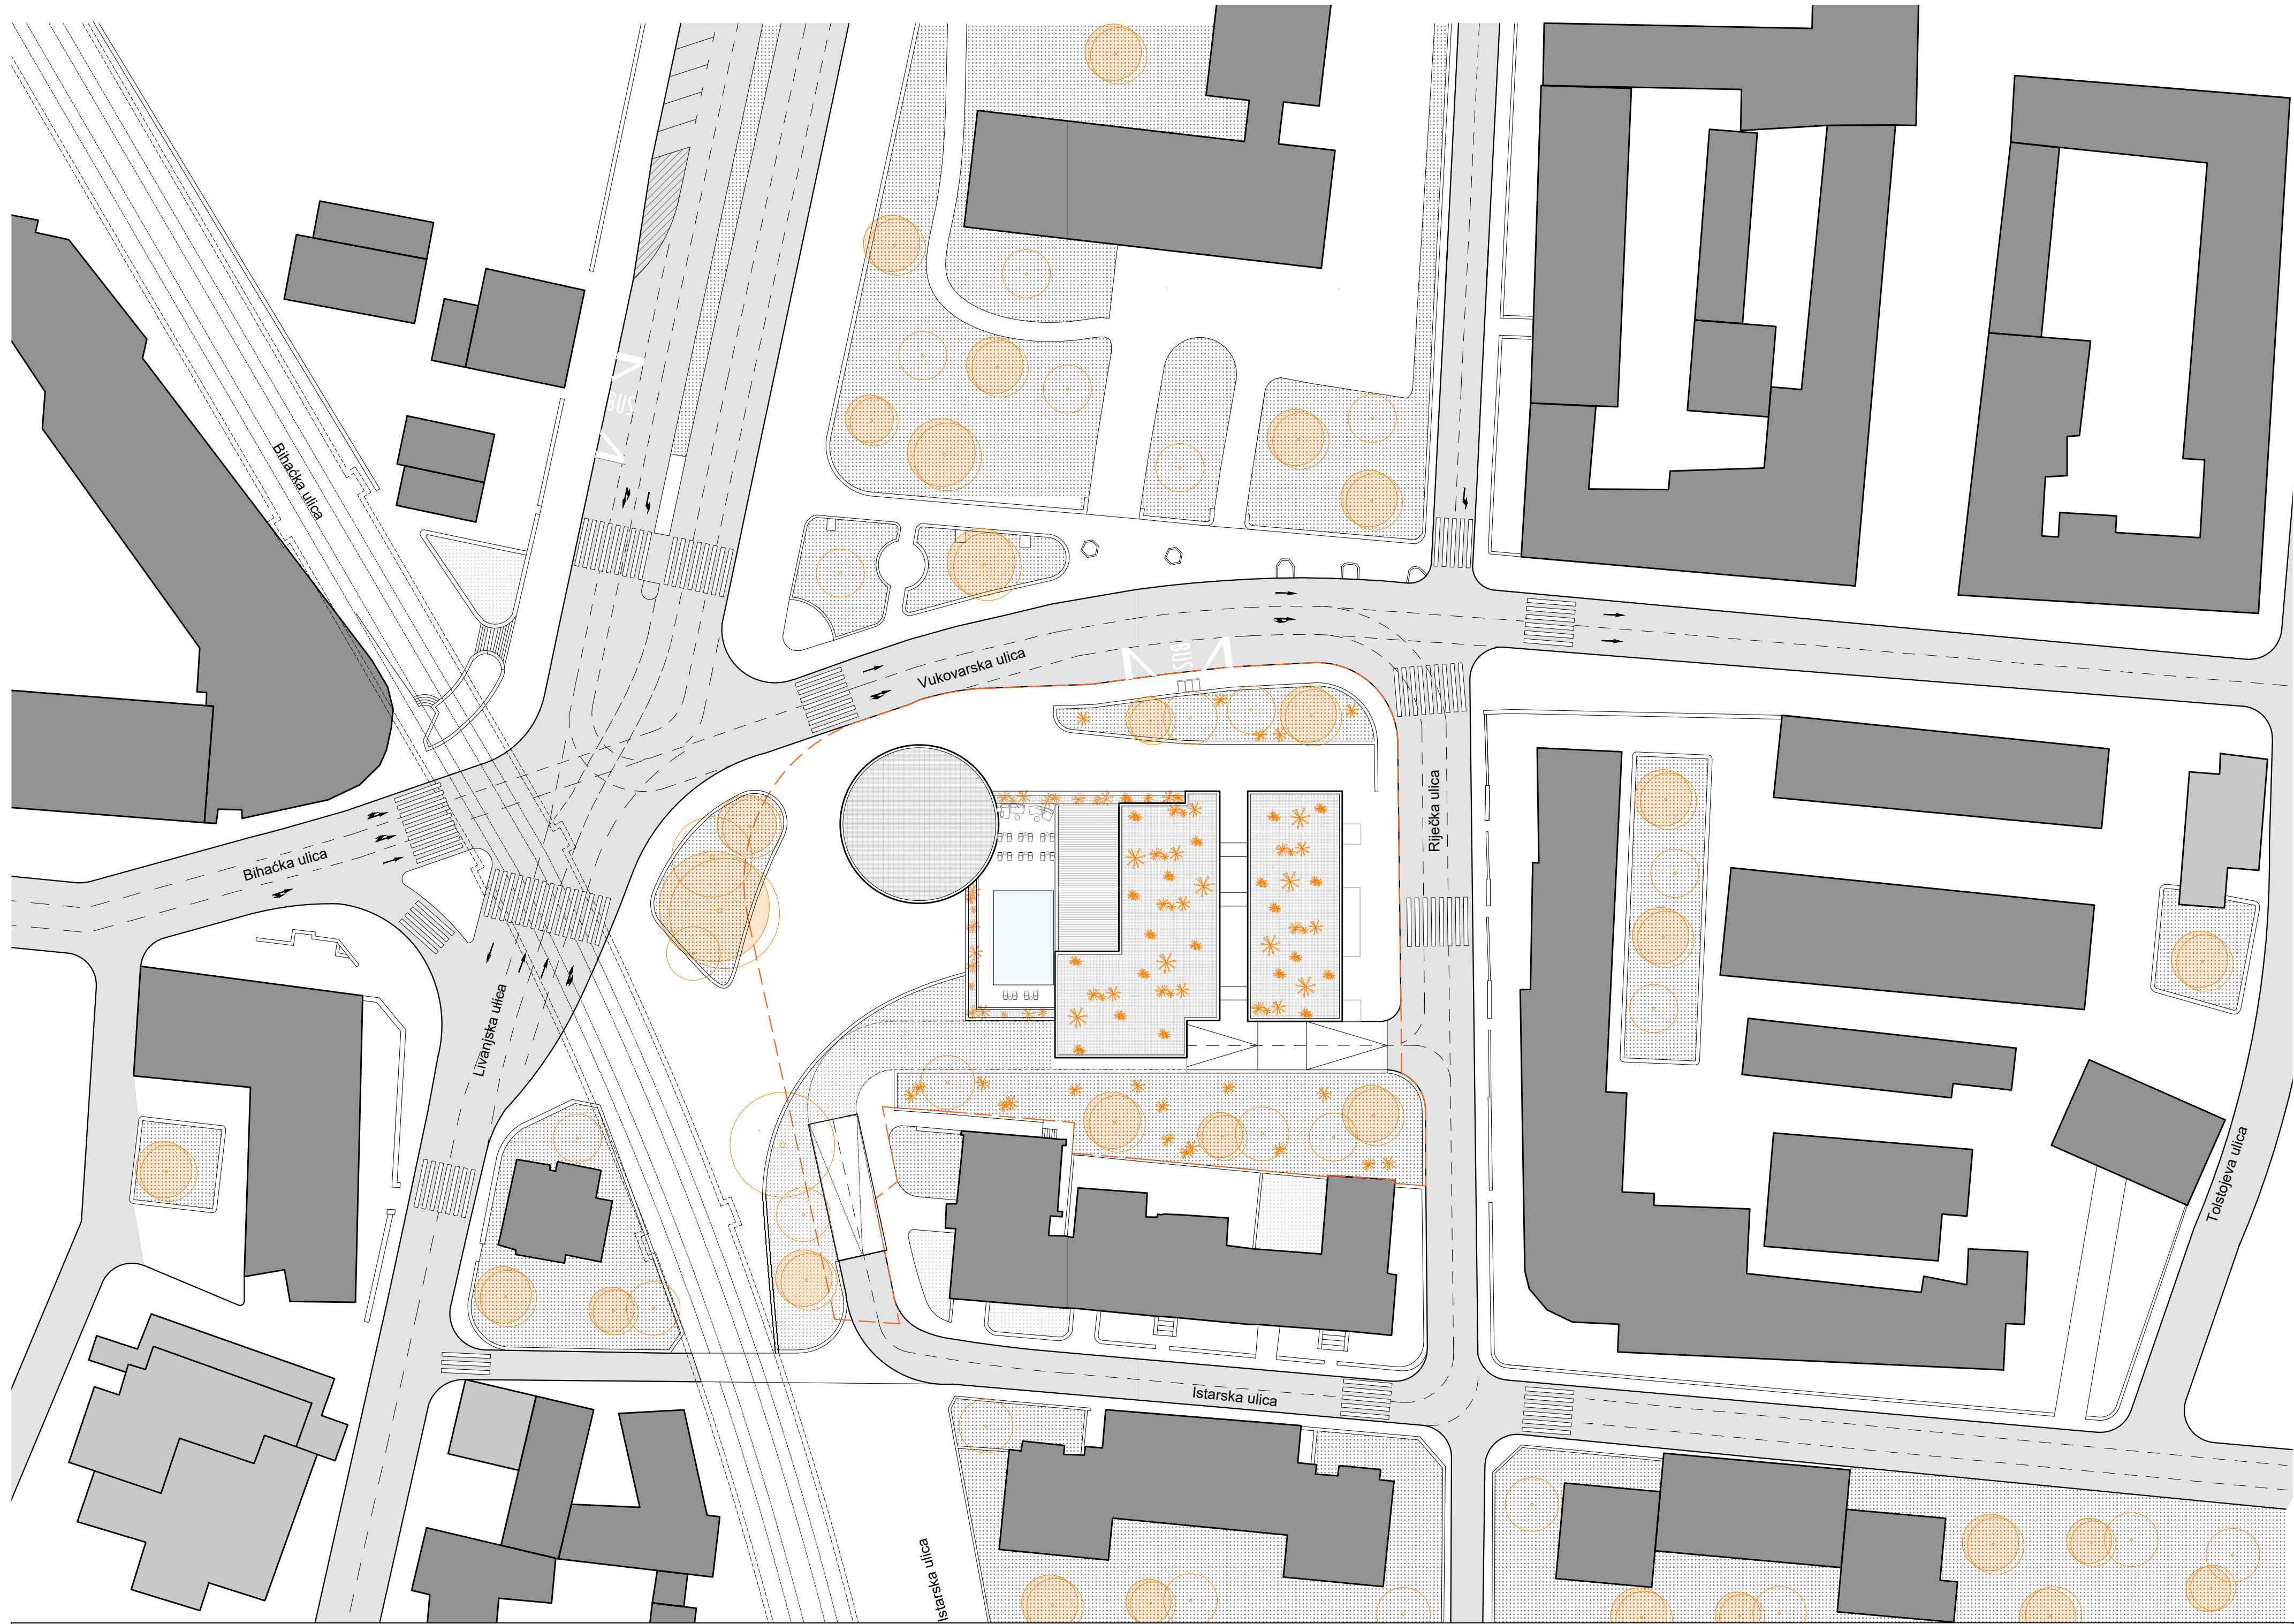 BUS
Bihaćka ulica
Vukovarska ulica
BUS
Riječka ulica
Bihaćka ulica
Livanjska ulica
Tolstojeva ulica
Istarska ulica
Istarska ulica